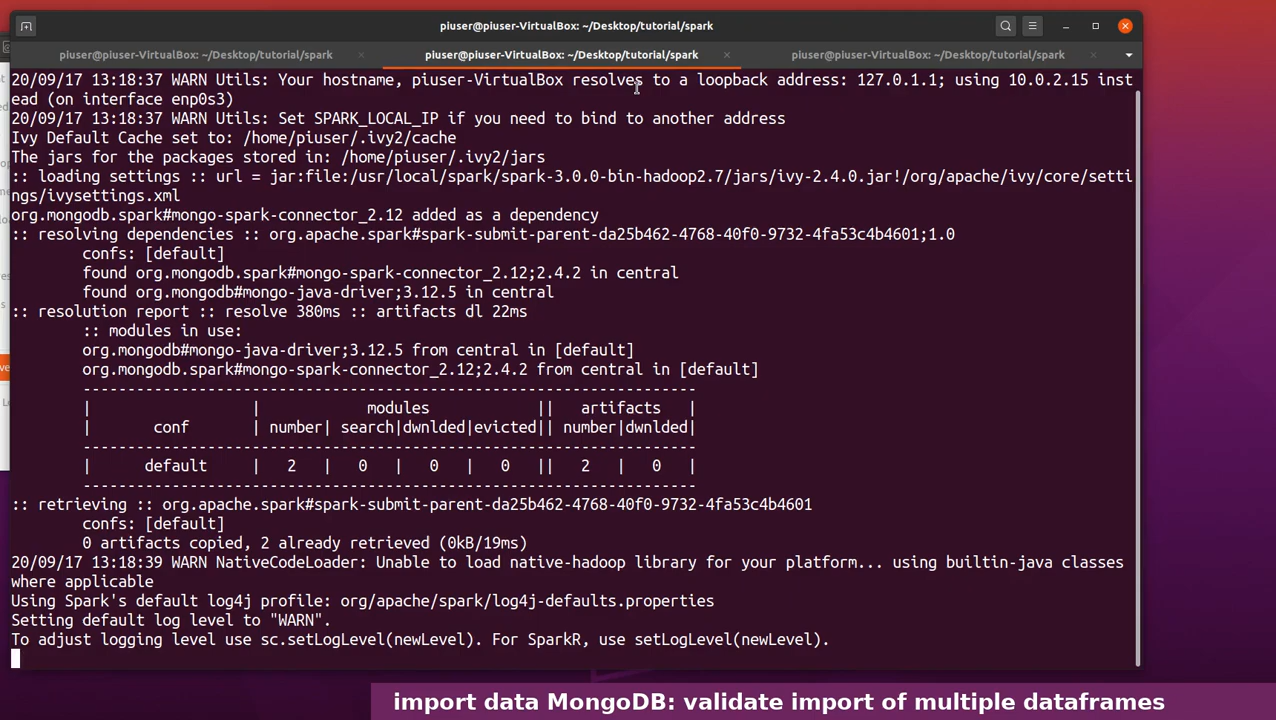 piuser@piuser-VirtualBox: ~/Desktop/tutorial/spark
piuser@piuser-VirtualBox: ~/Desktop/tutorial/spark
piuser@piuser-VirtualBox: ~/Desktop/tutorial/spark
piuser@piuser-VirtualBox: ~/Desktop/tutorial/spark
20/09/17 13:18:37 WARN Utils: Your hostname, piuser-VirtualBox resolves to a loopback address: 127.0.1.1; using 10.0.2.15 inst
ead (on interface enp0s3)
20/09/17 13:18:37 WARN Utils: Set SPARK_LOCAL_IP if you need to bind to another address
Ivy Default Cache set to: /home/piuser/.ivy2/cache
The jars for the packages stored in: /home/piuser/.ivy2/jars
:: loading settings :: url = jar:file:/usr/local/spark/spark-3.0.0-bin-hadoop2.7/jars/ivy-2.4.0.jar!/org/apache/ivy/core/setti
ngs/ivysettings.xml
org.mongodb.spark#mongo-spark-connector_2.12 added as a dependency
:: resolving dependencies :: org.apache.spark#spark-submit-parent-da25b462-4768-40f0-9732-4fa53c4b4601;1.0
confs: [default]
found org.mongodb.spark#mongo-spark-connector_2.12;2.4.2 in central
found org.mongodb#mongo-java-driver;3.12.5 in central
:: resolution report :: resolve 380ms :: artifacts dl 22ms
:: modules in use:
org.mongodb#mongo-java-driver;3.12.5 from central in [default]
org.mongodb.spark#mongo-spark-connector_2.12;2.4.2 from central in [default]
---------------------------------------------------------------------
|                  |            modules            ||   artifacts   |
|       conf       | number| search|dwnlded|evicted|| number|dwnlded|
---------------------------------------------------------------------
|      default     |   2   |   0   |   0   |   0   ||   2   |   0   |
---------------------------------------------------------------------
:: retrieving :: org.apache.spark#spark-submit-parent-da25b462-4768-40f0-9732-4fa53c4b4601
confs: [default]
0 artifacts copied, 2 already retrieved (0kB/19ms)
20/09/17 13:18:39 WARN NativeCodeLoader: Unable to load native-hadoop library for your platform... using builtin-java classes
where applicable
Using Spark's default log4j profile: org/apache/spark/log4j-defaults.properties
Setting default log level to "WARN".
To adjust logging level use sc.setLogLevel(newLevel). For SparkR, use setLogLevel(newLevel).
import data MongoDB: validate import of multiple dataframes